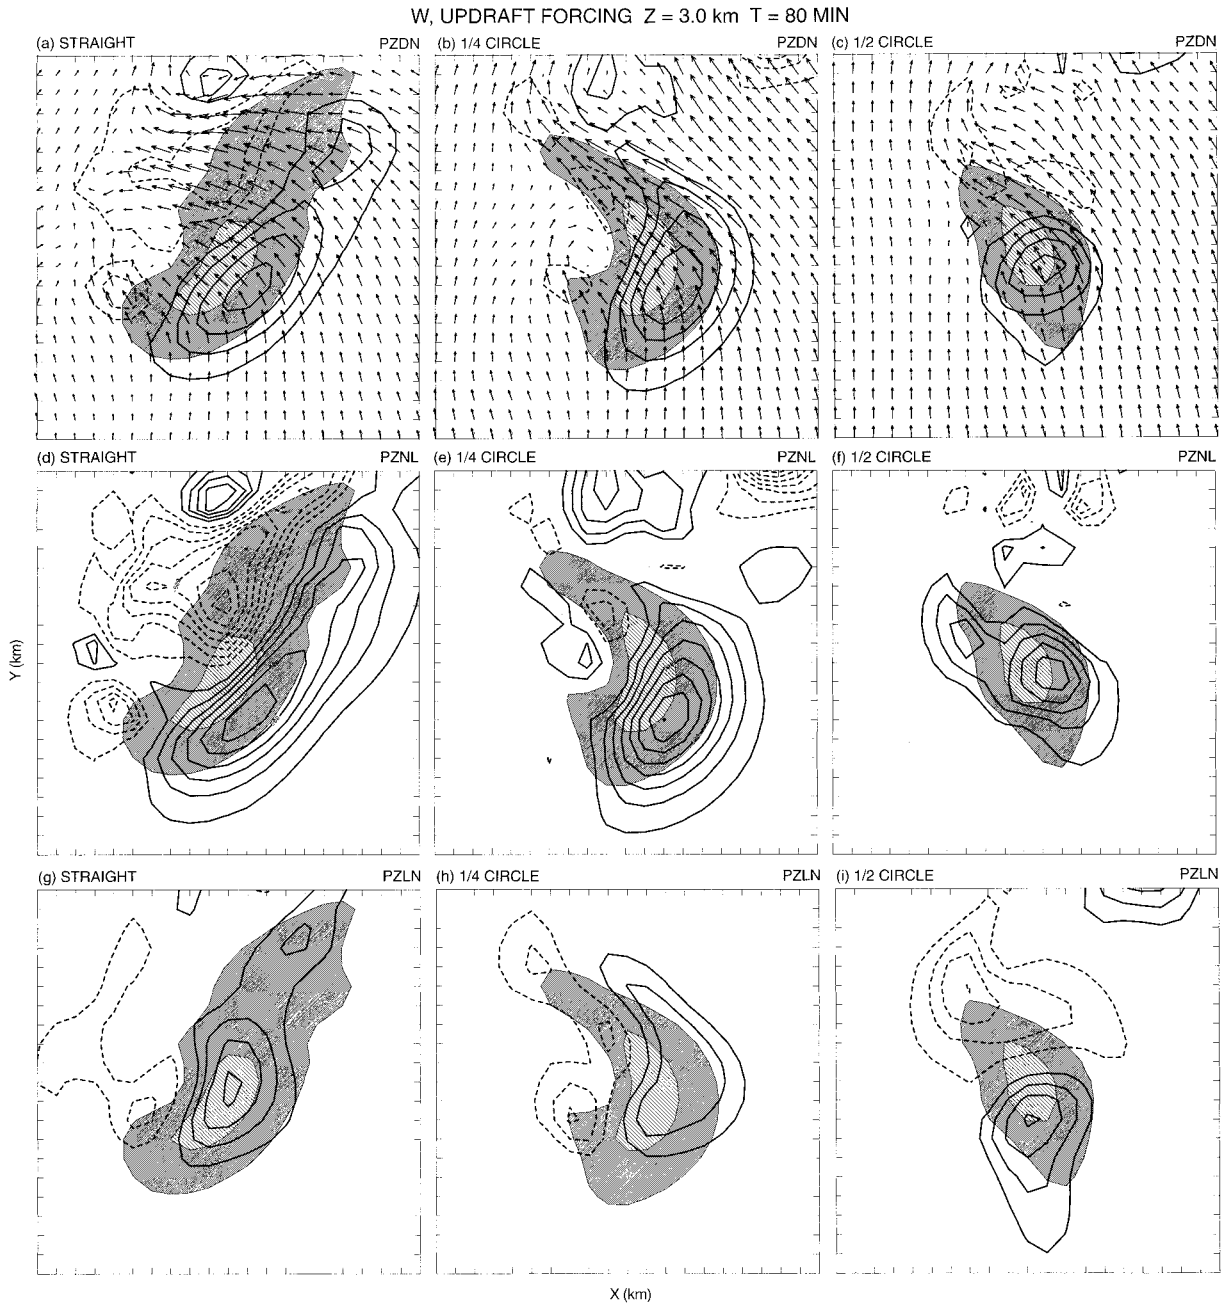 W, UPDRAFT FORCING Z = 3.0 km T = 80 MIN
(a) STRAIGHT PZDN (b) 1/4 CIRCLE PZDN (c) 1/2 CIRCLE PZDN
(d) STRAIGHT PZNL (e) 1/4 CIRCLE PZNL (f) 1/2 CIRCLE PZNL
Y (km)
(g) STRAIGHT PZLN (h) 1/4 CIRCLE PZLN (i) 1/2 CIRCLE PZLN
X (km)